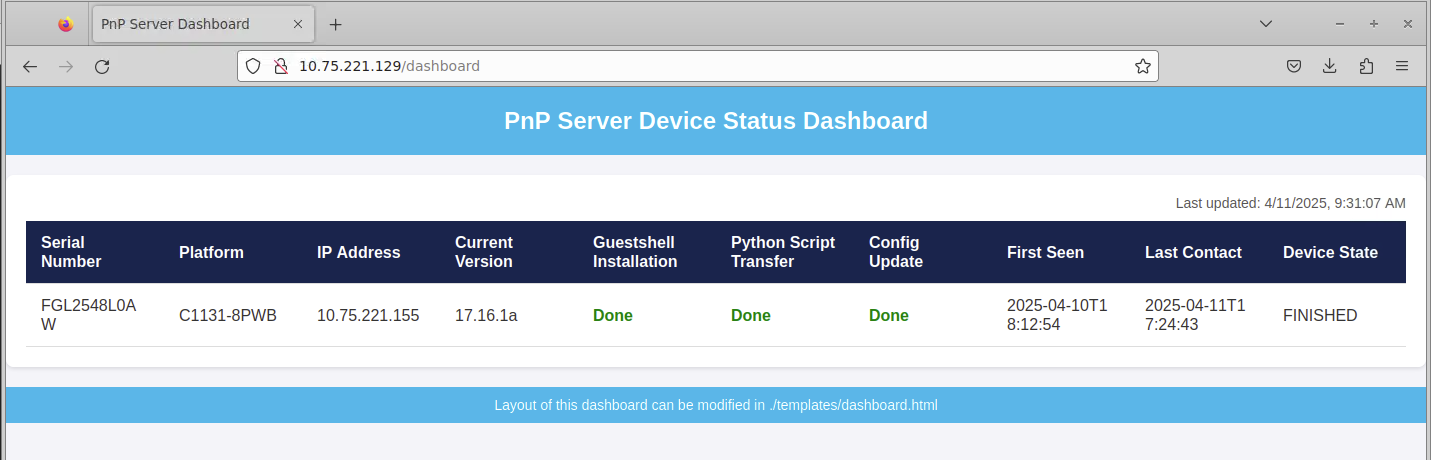 PnP Server Dashboard
10.75.221.129/dashboard
PnP Server Device Status Dashboard
Last updated: 4/11/2025, 9:31:07 AM
Serial Number Platform IP Address Current Version Guestshell Installation Python Script Transfer Config Update First Seen Last Contact Device State
FGL2548L0AW C1131-8PWB 10.75.221.155 17.16.1a Done Done Done 2025-04-10T18:12:54 2025-04-11T17:24:43 FINISHED
Layout of this dashboard can be modified in ./templates/dashboard.html